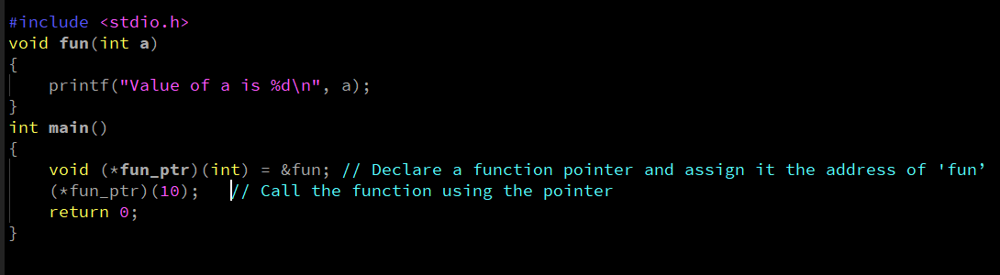 #include <stdio.h>
void fun(int a)
{
    printf("Value of a is %d\n", a);
}
int main()
{
    void (*fun_ptr)(int) = &fun; // Declare a function pointer and assign it the address of 'fun’
    (*fun_ptr)(10);   // Call the function using the pointer
    return 0;
}